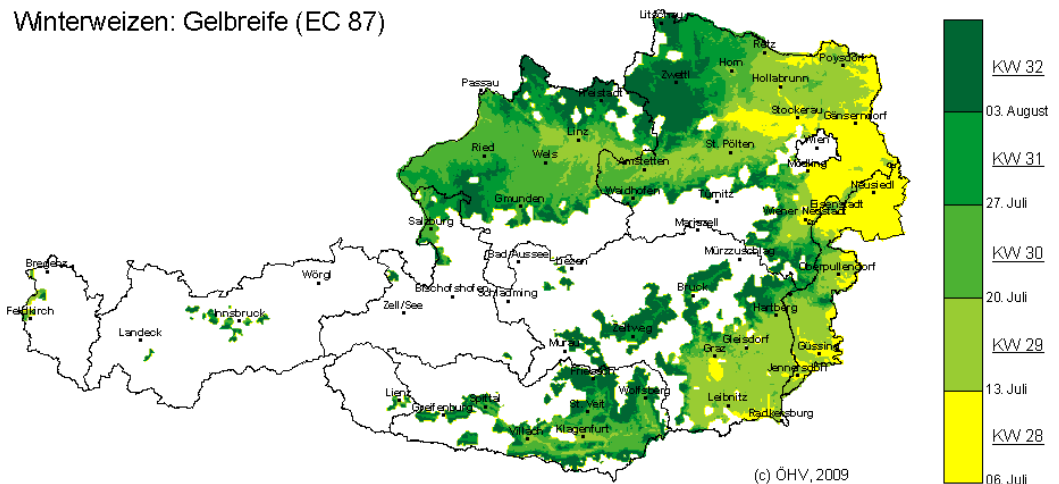 Winterweizen: Gelbreife (EC 87)
Litschau
Retz
Poysdorf
Zwettl
Horn
Hollabrunn
Passau
Freistadt
Stockerau
Gänserndorf
Linz
Wien
Ried
Wels
St. Pölten
Amstetten
Mödling
Neusiedl
Gmunden
Waidhofen
Türnitz
Eisenstadt
Wiener Neustadt
Salzburg
Mariazell
Mürzzuschlag
Bad Aussee
Liezen
Oberpullendorf
Bregenz
Wörgl
Bischofshofen
Schladming
Bruck
Hartberg
Zell/See
Feldkirch
Innsbruck
Landeck
Zeltweg
Murau
Graz
Gleisdorf
Güssing
Jennersdorf
Friesach
Wolfsberg
Lienz
Greifenburg
Spittal
St. Veit
Leibnitz
Radkersburg
Villach
Klagenfurt
(c) ÖHV, 2009
KW 32
03. August
KW 31
27. Juli
KW 30
20. Juli
KW 29
13. Juli
KW 28
06. Juli